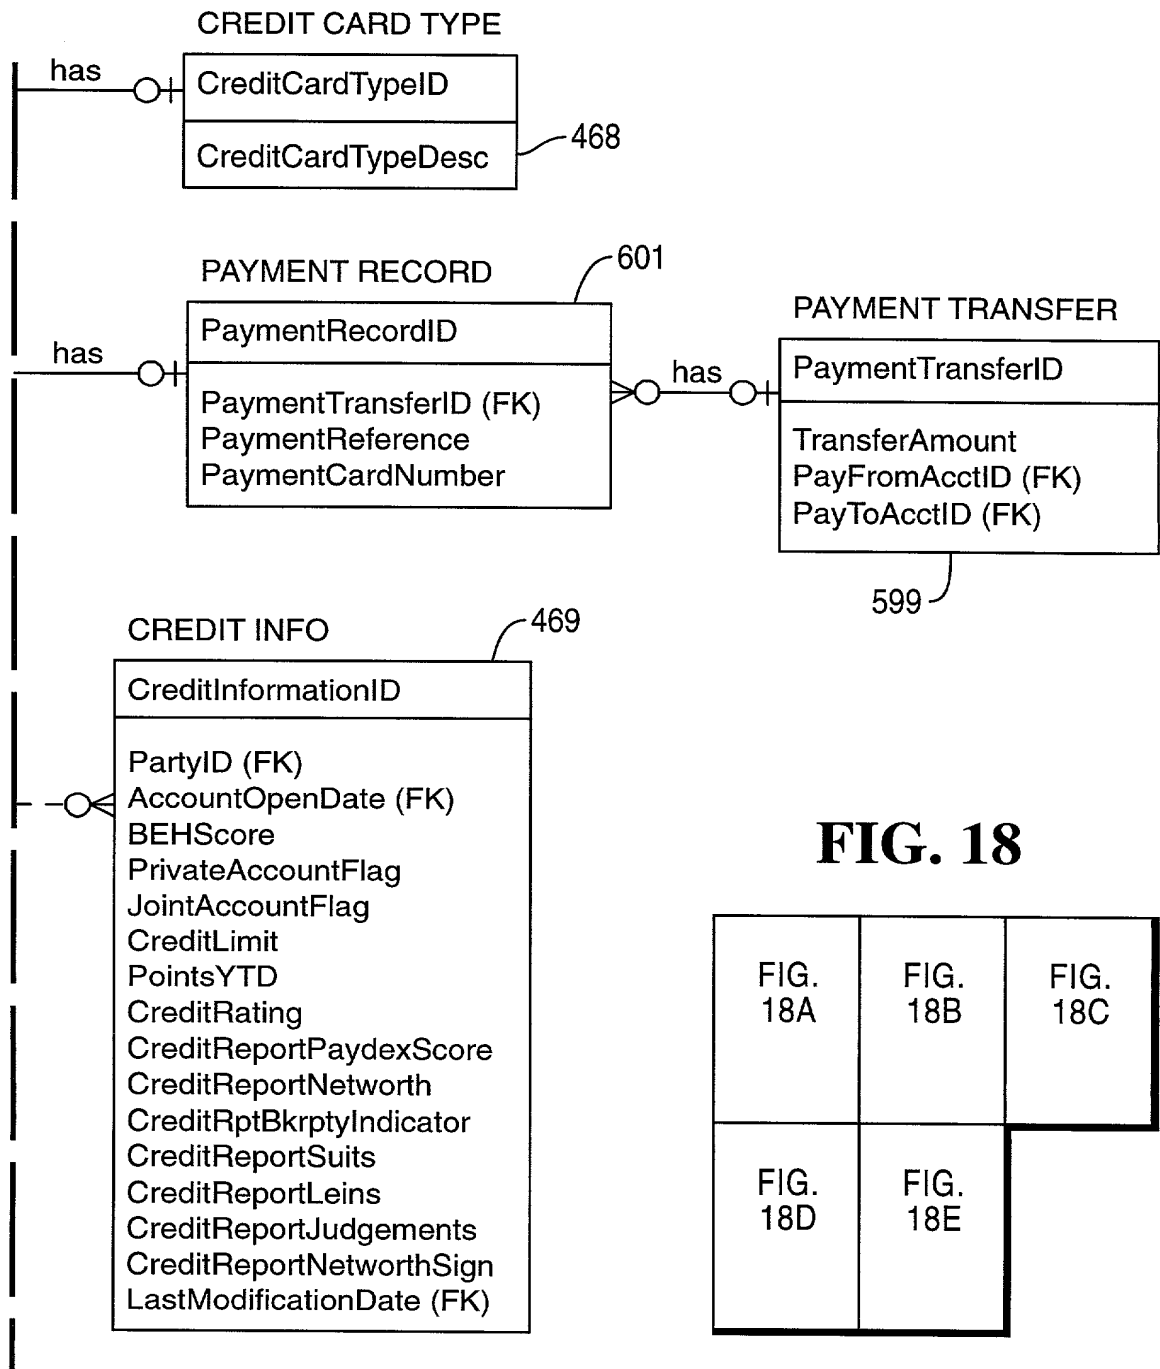 CREDIT CARD TYPE
has
CreditCardTypeID
CreditCardTypeDesc
468
PAYMENT RECORD
601
has
PaymentRecordID
PaymentTransferID (FK)
PaymentReference
PaymentCardNumber
has
PAYMENT TRANSFER
PaymentTransferID
TransferAmount
PayFromAcctID (FK)
PayToAcctID (FK)
599
CREDIT INFO
469
CreditInformationID
PartyID (FK)
AccountOpenDate (FK)
BEHScore
PrivateAccountFlag
JointAccountFlag
CreditLimit
PointsYTD
CreditRating
CreditReportPaydexScore
CreditReportNetworth
CreditRptBkrptyIndicator
CreditReportSuits
CreditReportLeins
CreditReportJudgements
CreditReportNetworthSign
LastModificationDate (FK)
FIG. 18
FIG.
18A
FIG.
18B
FIG.
18C
FIG.
18D
FIG.
18E